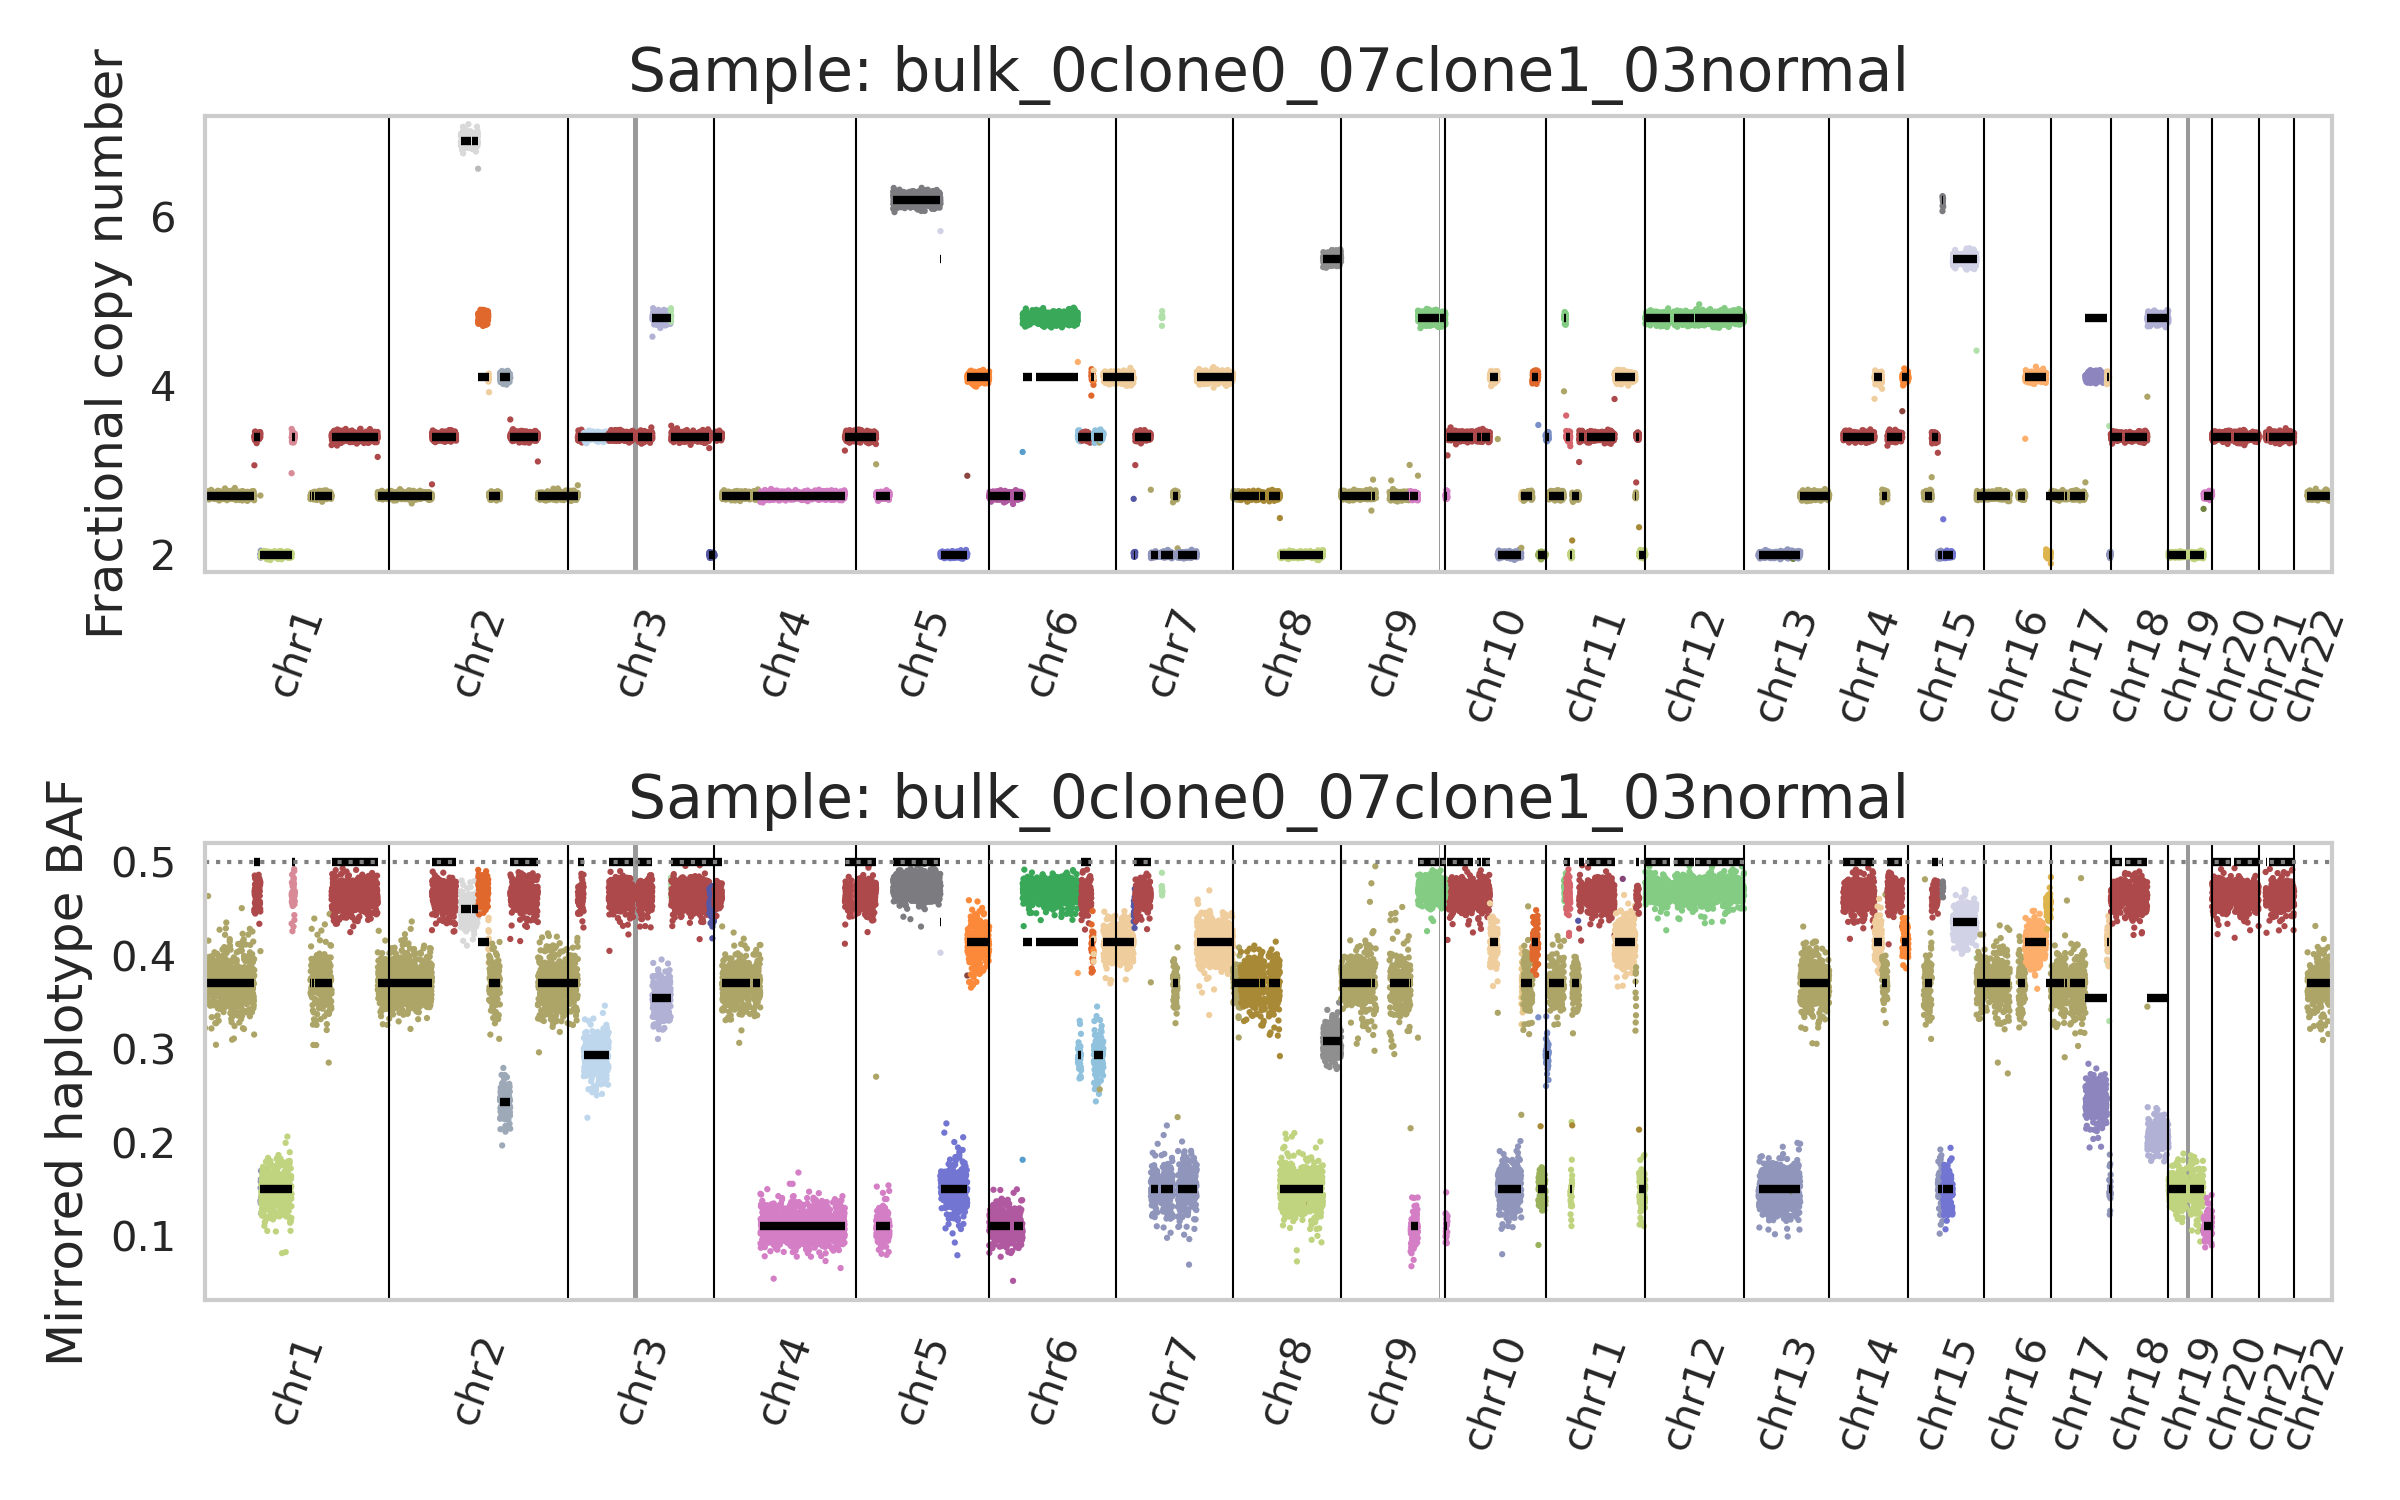 Sample: bulk_0clone0_07clone1_03normal
Fractional copy number
6
4
2
chr1 chr2 chr3 chr4 chr5 chr6 chr7 chr8 chr9 chr10 chr11 chr12 chr13 chr14 chr15 chr16 chr17 chr18 chr19 chr20 chr21 chr22
Sample: bulk_0clone0_07clone1_03normal
Mirrored haplotype BAF
0.5
0.4
0.3
0.2
0.1
chr1 chr2 chr3 chr4 chr5 chr6 chr7 chr8 chr9 chr10 chr11 chr12 chr13 chr14 chr15 chr16 chr17 chr18 chr19 chr20 chr21 chr22